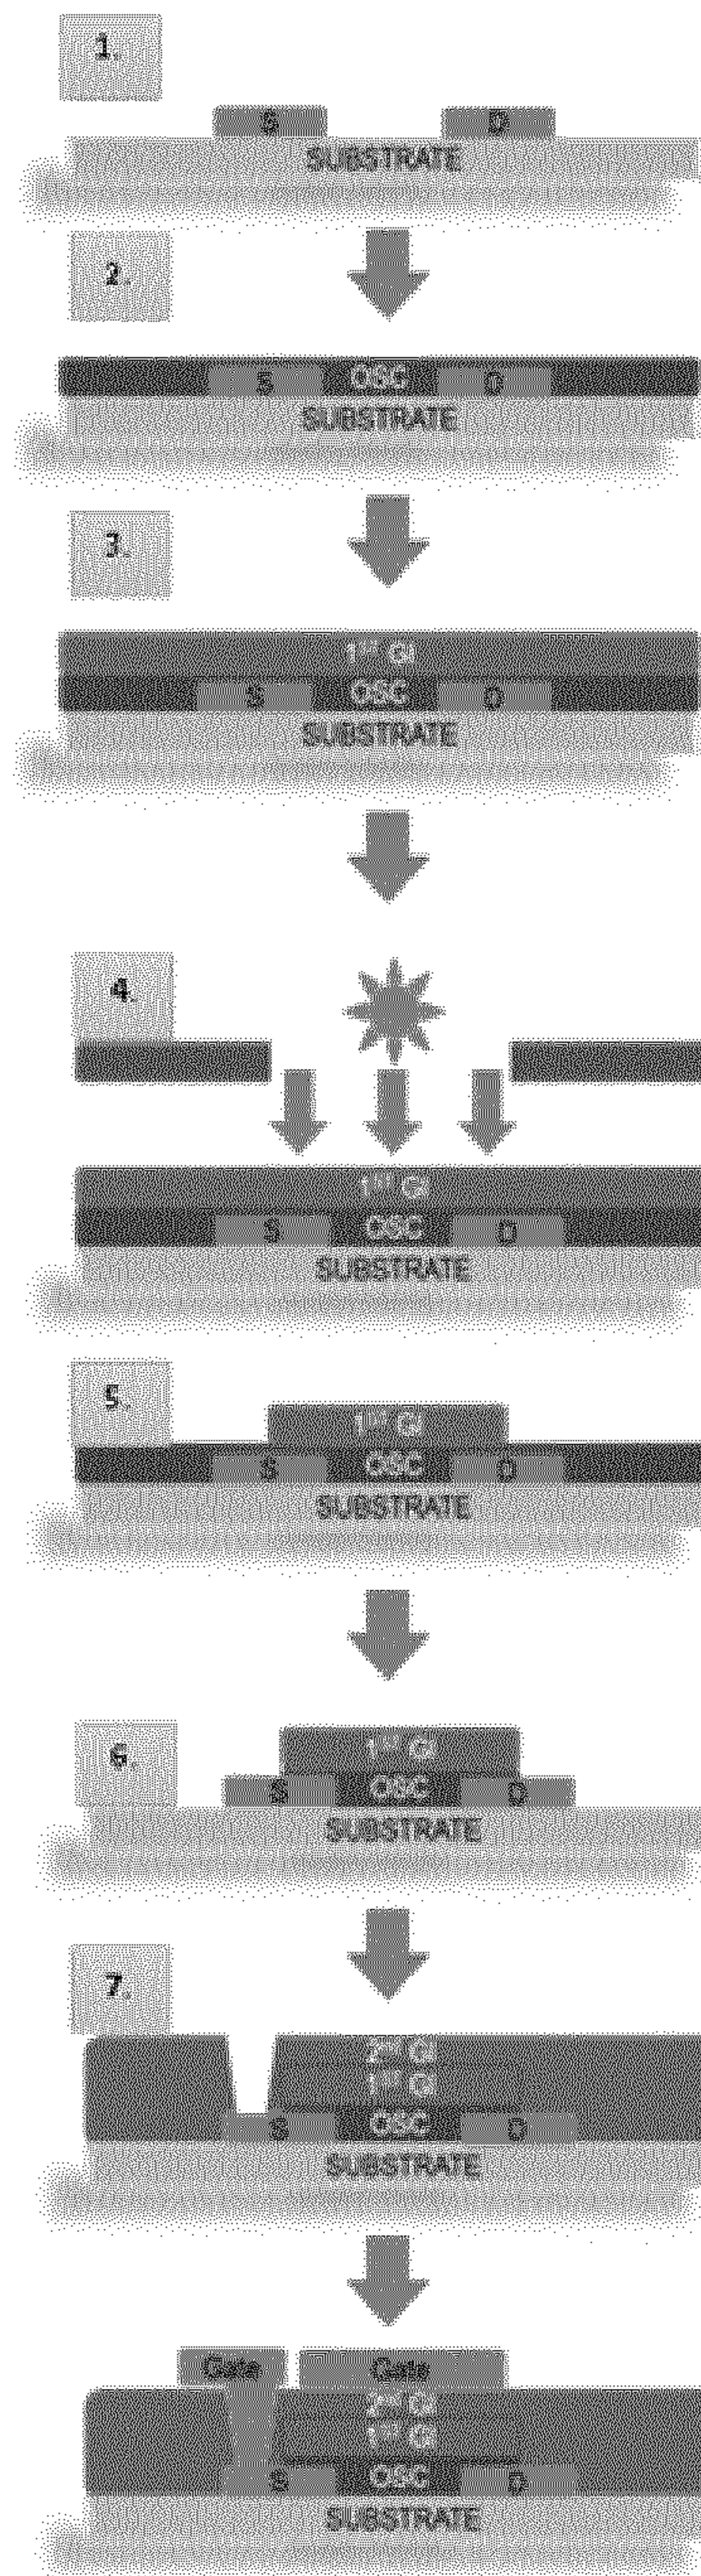 1.
S D
SUBSTRATE
2.
S OSC D
SUBSTRATE
3.
1ST GI
S OSC D
SUBSTRATE
4.
1ST GI
S OSC D
SUBSTRATE
5.
1ST GI
S OSC D
SUBSTRATE
6.
1ST GI
S OSC D
SUBSTRATE
7.
2nd GI
1ST GI
S OSC D
SUBSTRATE
Gate Gate
2nd GI
1ST GI
S OSC D
SUBSTRATE